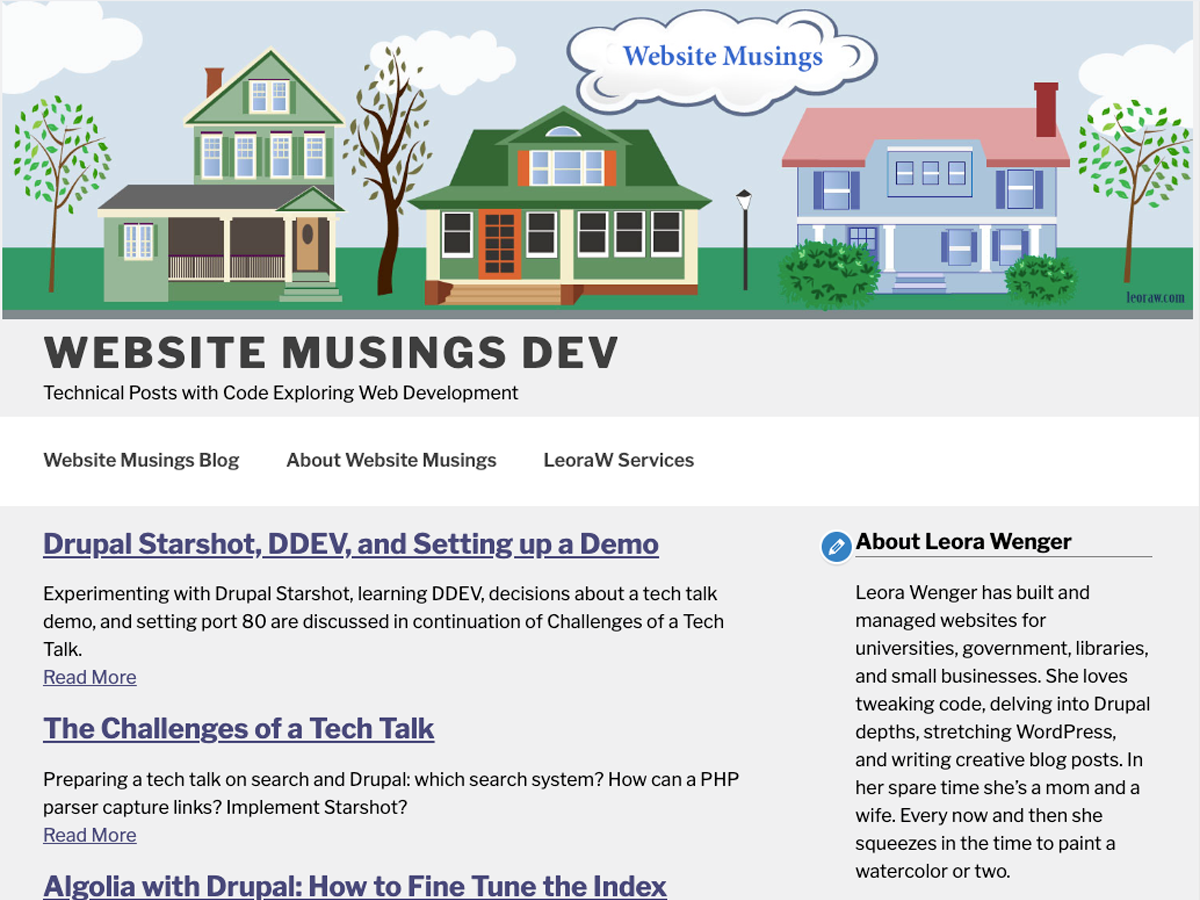 Website Musings
leoraw.com
WEBSITE MUSINGS DEV
Technical Posts with Code Exploring Web Development
Website Musings Blog
About Website Musings
LeoraW Services
Drupal Starshot, DDEV, and Setting up a Demo
Experimenting with Drupal Starshot, learning DDEV, decisions about a tech talk
demo, and setting port 80 are discussed in continuation of Challenges of a Tech
Talk.
Read More
The Challenges of a Tech Talk
Preparing a tech talk on search and Drupal: which search system? How can a PHP
parser capture links? Implement Starshot?
Read More
Algolia with Drupal: How to Fine Tune the Index
About Leora Wenger
Leora Wenger has built and
managed websites for
universities, government, libraries,
and small businesses. She loves
tweaking code, delving into Drupal
depths, stretching WordPress,
and writing creative blog posts. In
her spare time she’s a mom and a
wife. Every now and then she
squeezes in the time to paint a
watercolor or two.